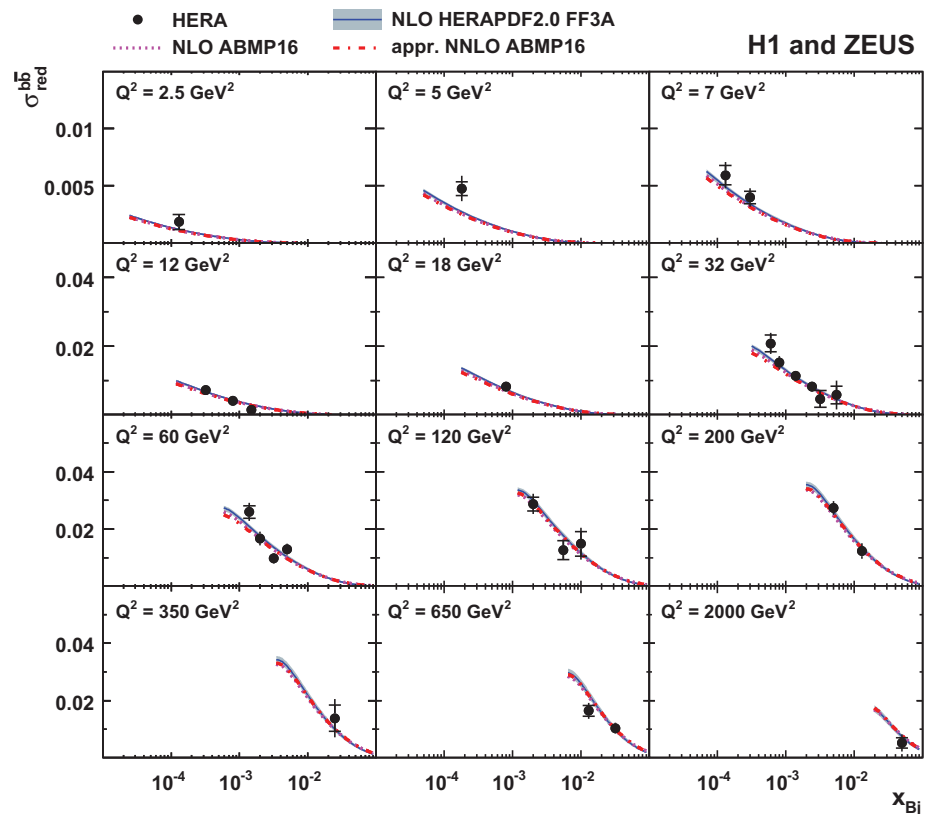 HERA
NLO HERAPDF2.0 FF3A
NLO ABMP16
appr. NNLO ABMP16
H1 and ZEUS
σ_red^{bb̄}
Q² = 2.5 GeV²
Q² = 5 GeV²
Q² = 7 GeV²
0.01
0.005
Q² = 12 GeV²
Q² = 18 GeV²
Q² = 32 GeV²
0.04
0.02
0
Q² = 60 GeV²
Q² = 120 GeV²
Q² = 200 GeV²
0.04
0.02
Q² = 350 GeV²
Q² = 650 GeV²
Q² = 2000 GeV²
0.04
0.02
10⁻⁴ 10⁻³ 10⁻² 10⁻⁴ 10⁻³ 10⁻² 10⁻⁴ 10⁻³ 10⁻²
x_Bj